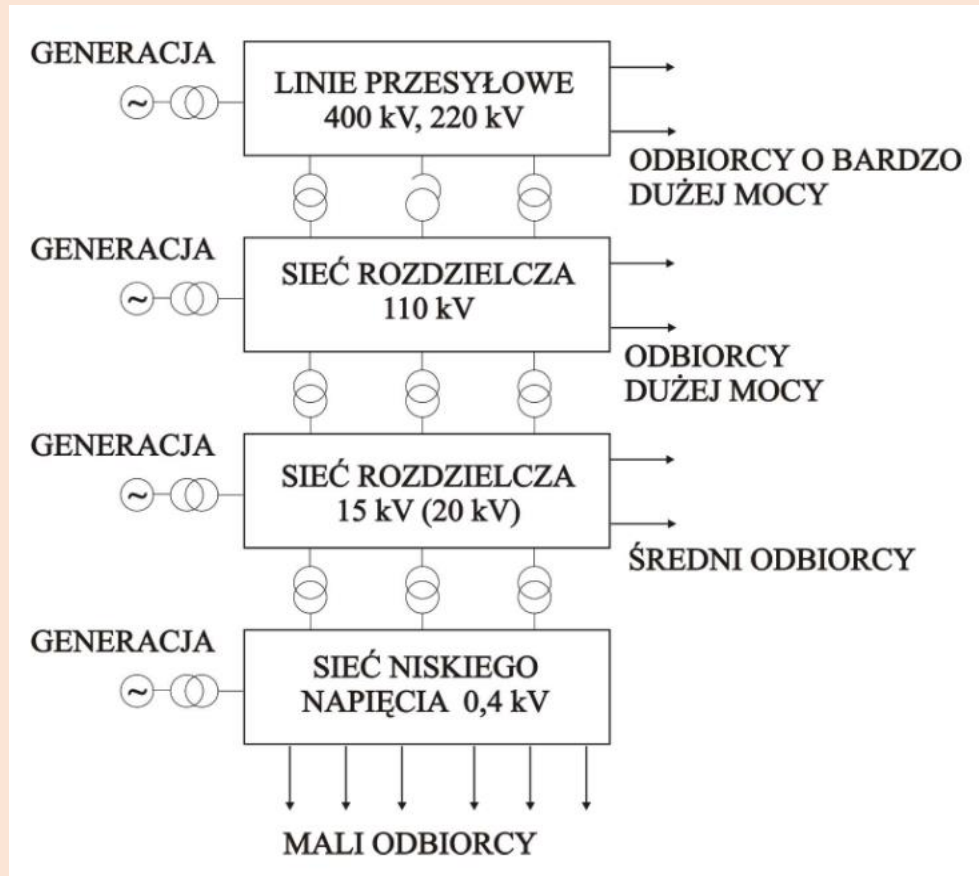 GENERACJA
LINIE PRZESYŁOWE
400 kV, 220 kV
ODBIORCY O BARDZO
DUŻEJ MOCY
GENERACJA
SIEĆ ROZDZIELCZA
110 kV
ODBIORCY
DUŻEJ MOCY
GENERACJA
SIEĆ ROZDZIELCZA
15 kV (20 kV)
ŚREDNI ODBIORCY
GENERACJA
SIEĆ NISKIEGO
NAPIĘCIA 0,4 kV
MALI ODBIORCY